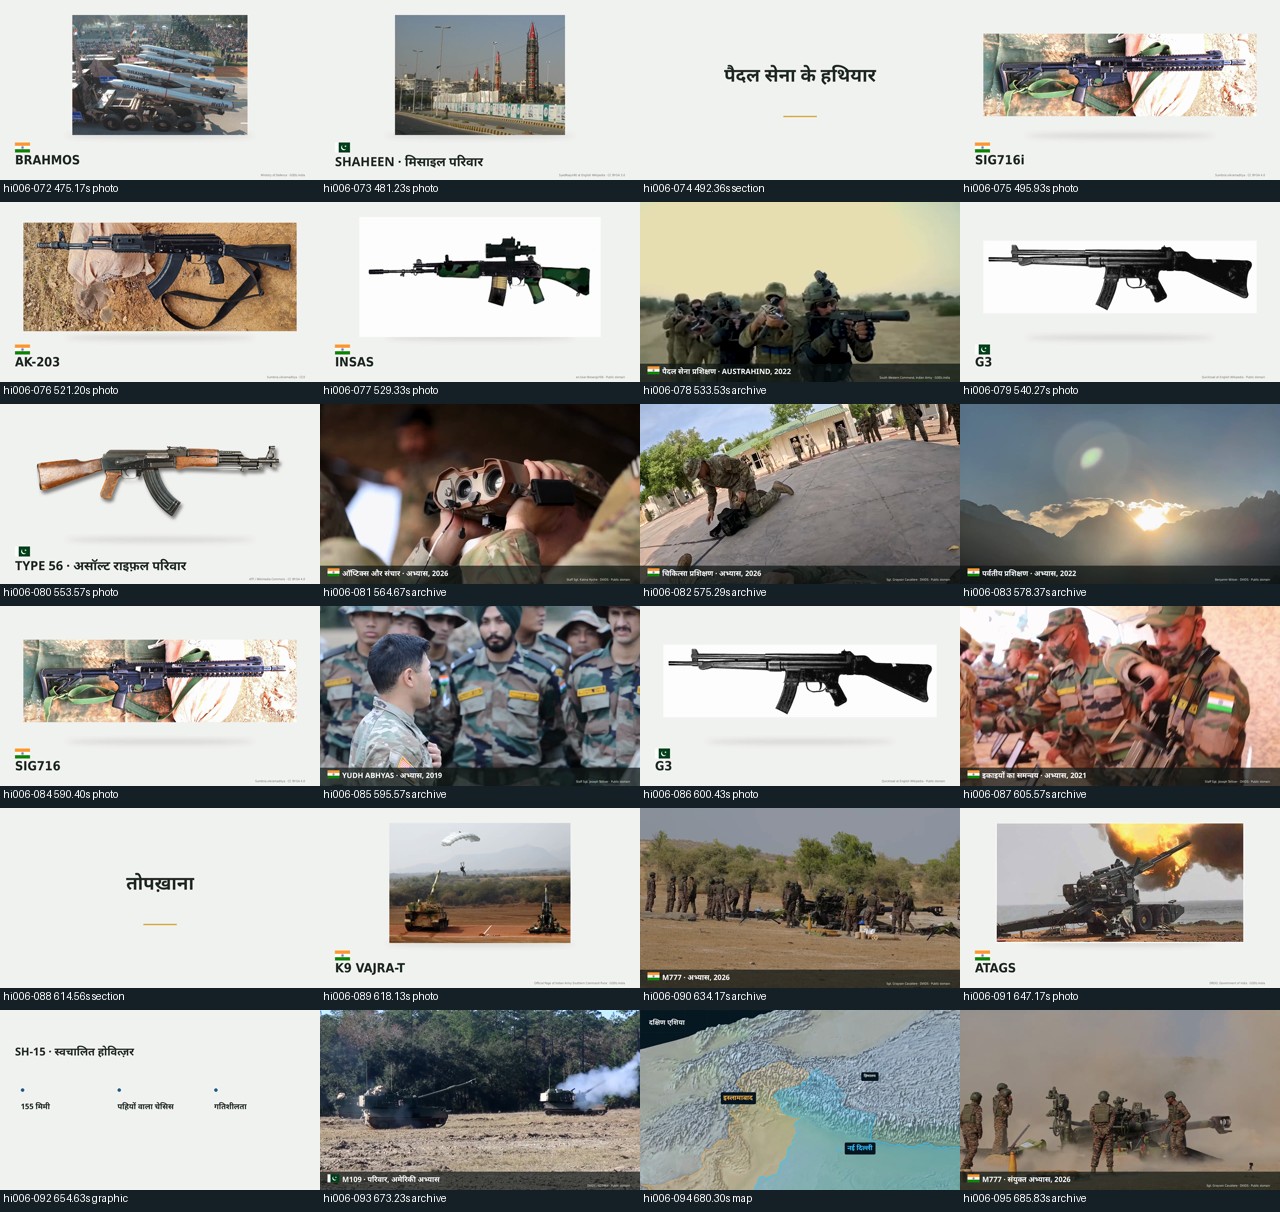 BRAHMOS
SHAHEEN · मिसाइल परिवार
पैदल सेना के हथियार
SIG716i
hi006-072 475.17s photo
hi006-073 481.23s photo
hi006-074 492.36s section
hi006-075 495.93s photo
AK-203
INSAS
पैदल सेना प्रशिक्षण · AUSTRAHIND, 2022
G3
hi006-076 521.20s photo
hi006-077 529.33s photo
hi006-078 533.53s archive
hi006-079 540.27s photo
TYPE 56 · असॉल्ट राइफ़ल परिवार
ऑप्टिक्स और संचार · अभ्यास, 2026
चिकित्सा प्रशिक्षण · अभ्यास, 2026
पर्वतीय प्रशिक्षण · अभ्यास, 2022
hi006-080 553.57s photo
hi006-081 564.67s archive
hi006-082 575.29s archive
hi006-083 578.37s archive
SIG716
YUDH ABHYAS · अभ्यास, 2019
G3
इकाइयों का समन्वय · अभ्यास, 2021
hi006-084 590.40s photo
hi006-085 595.57s archive
hi006-086 600.43s photo
hi006-087 605.57s archive
तोपख़ाना
K9 VAJRA-T
M777 · अभ्यास, 2026
ATAGS
hi006-088 614.56s section
hi006-089 618.13s photo
hi006-090 634.17s archive
hi006-091 647.17s photo
SH-15 · स्वचालित होवित्ज़र
155 मिमी
पहियों वाला चेसिस
गतिशीलता
M109 · परिवार, अमेरिकी अभ्यास
दक्षिण एशिया
इस्लामाबाद
नई दिल्ली
M777 · संयुक्त अभ्यास, 2026
hi006-092 654.63s graphic
hi006-093 673.23s archive
hi006-094 680.30s map
hi006-095 685.83s archive